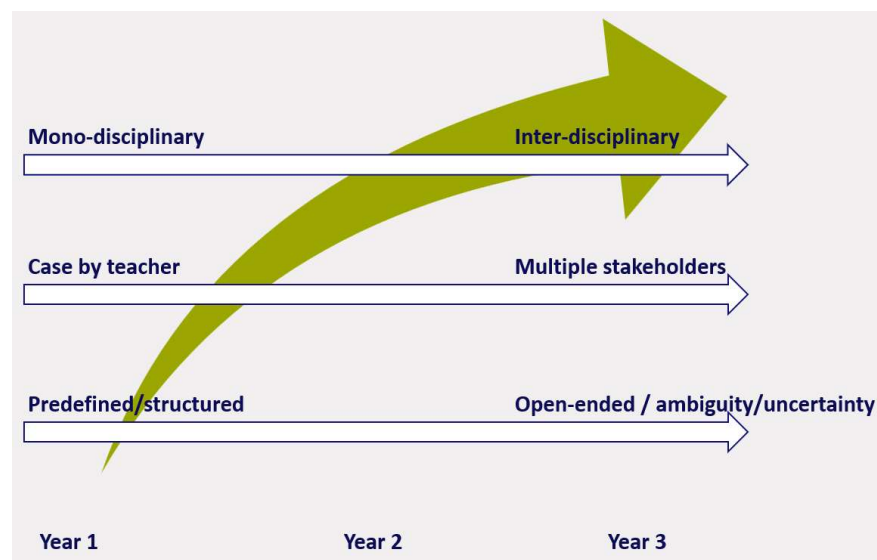 Mono-disciplinary
Inter-disciplinary
Case by teacher
Multiple stakeholders
Predefined/structured
Open-ended / ambiguity/uncertainty
Year 1
Year 2
Year 3